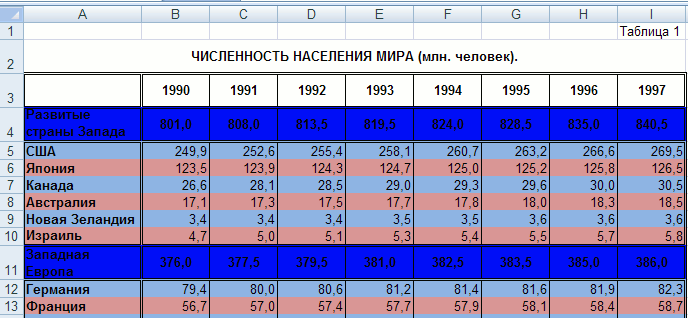 A B C D E F G H I
1 Таблица 1
2 ЧИСЛЕННОСТЬ НАСЕЛЕНИЯ МИРА (млн. человек).
3 1990 1991 1992 1993 1994 1995 1996 1997
Развитые
4 страны Запада 801,0 808,0 813,5 819,5 824,0 828,5 835,0 840,5
5 США 249,9 252,6 255,4 258,1 260,7 263,2 266,6 269,5
6 Япония 123,5 123,9 124,3 124,7 125,0 125,2 125,8 126,5
7 Канада 26,6 28,1 28,5 29,0 29,3 29,6 30,0 30,5
8 Австралия 17,1 17,3 17,5 17,7 17,8 18,0 18,3 18,5
9 Новая Зеландия 3,4 3,4 3,4 3,5 3,5 3,6 3,6 3,6
10 Израиль 4,7 5,0 5,1 5,3 5,4 5,5 5,7 5,8
Западная
11 Европа 376,0 377,5 379,5 381,0 382,5 383,5 385,0 386,0
12 Германия 79,4 80,0 80,6 81,2 81,4 81,6 81,9 82,3
13 Франция 56,7 57,0 57,4 57,7 57,9 58,1 58,4 58,7